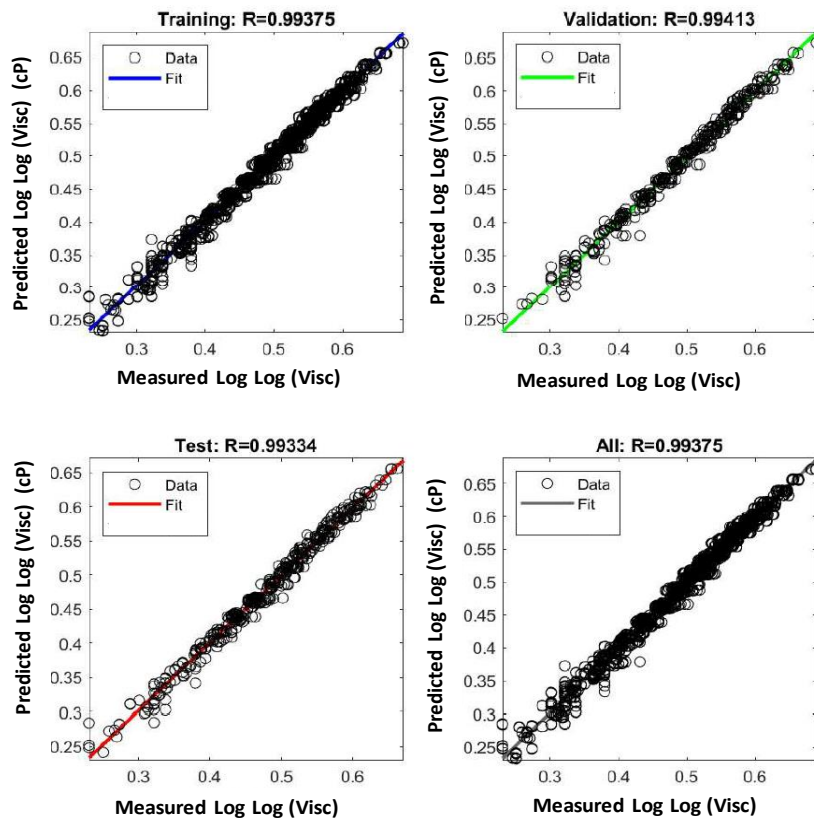 Training: R=0.99375
Predicted Log Log (Visc) (cP)
0.65
0.6
0.55
0.5
0.45
0.4
0.35
0.3
0.25
Data
Fit
0.3 0.4 0.5 0.6
Measured Log Log (Visc)
Validation: R=0.99413
Predicted Log Log (Visc) (cP)
0.65
0.6
0.55
0.5
0.45
0.4
0.35
0.3
0.25
Data
Fit
0.3 0.4 0.5 0.6
Measured Log Log (Visc)
Test: R=0.99334
Predicted Log Log (Visc) (cP)
0.65
0.6
0.55
0.5
0.45
0.4
0.35
0.3
0.25
Data
Fit
0.3 0.4 0.5 0.6
Measured Log Log (Visc)
All: R=0.99375
Predicted Log Log (Visc) (cP)
0.65
0.6
0.55
0.5
0.45
0.4
0.35
0.3
0.25
Data
Fit
0.3 0.4 0.5 0.6
Measured Log Log (Visc)